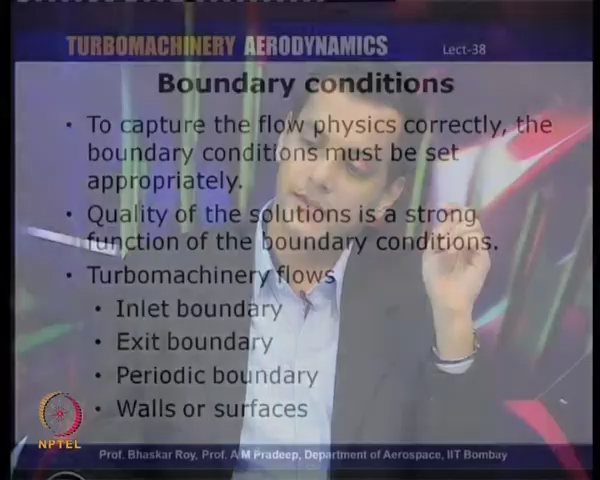 TURBOMACHINERY AERODYNAMICS
Lect-38
Boundary conditions
• To capture the flow physics correctly, the
boundary conditions must be set
appropriately.
• Quality of the solutions is a strong
function of the boundary conditions.
• Turbomachinery flows
• Inlet boundary
• Exit boundary
• Periodic boundary
• Walls or surfaces
NPTEL
Prof. Bhaskar Roy, Prof. A M Pradeep, Department of Aerospace, IIT Bombay